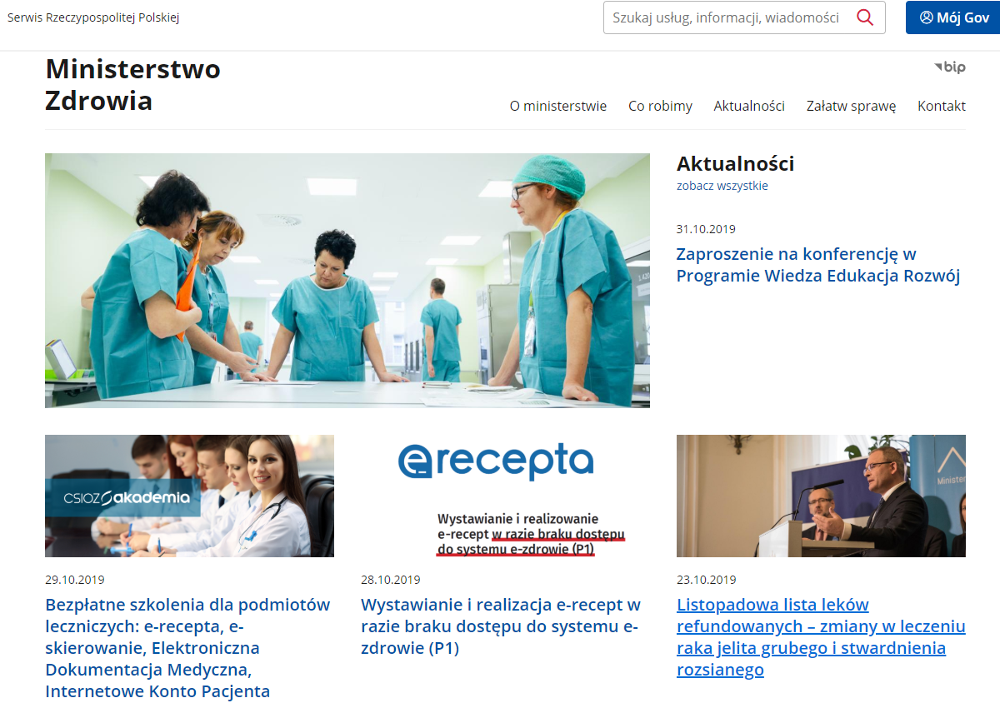 Serwis Rzeczypospolitej Polskiej
Szukaj usług, informacji, wiadomości
Mój Gov
Ministerstwo
Zdrowia
bip
O ministerstwie Co robimy Aktualności Załatw sprawę Kontakt
Aktualności
zobacz wszystkie
31.10.2019
Zaproszenie na konferencję w
Programie Wiedza Edukacja Rozwój
CSIOZ akademia
e recepta
Wystawianie i realizowanie
e-recept w razie braku dostępu
do systemu e-zdrowie (P1)
Minister
29.10.2019
Bezpłatne szkolenia dla podmiotów
leczniczych: e-recepta, e-
skierowanie, Elektroniczna
Dokumentacja Medyczna,
Internetowe Konto Pacjenta
28.10.2019
Wystawianie i realizacja e-recept w
razie braku dostępu do systemu e-
zdrowie (P1)
23.10.2019
Listopadowa lista leków
refundowanych – zmiany w leczeniu
raka jelita grubego i stwardnienia
rozsianego